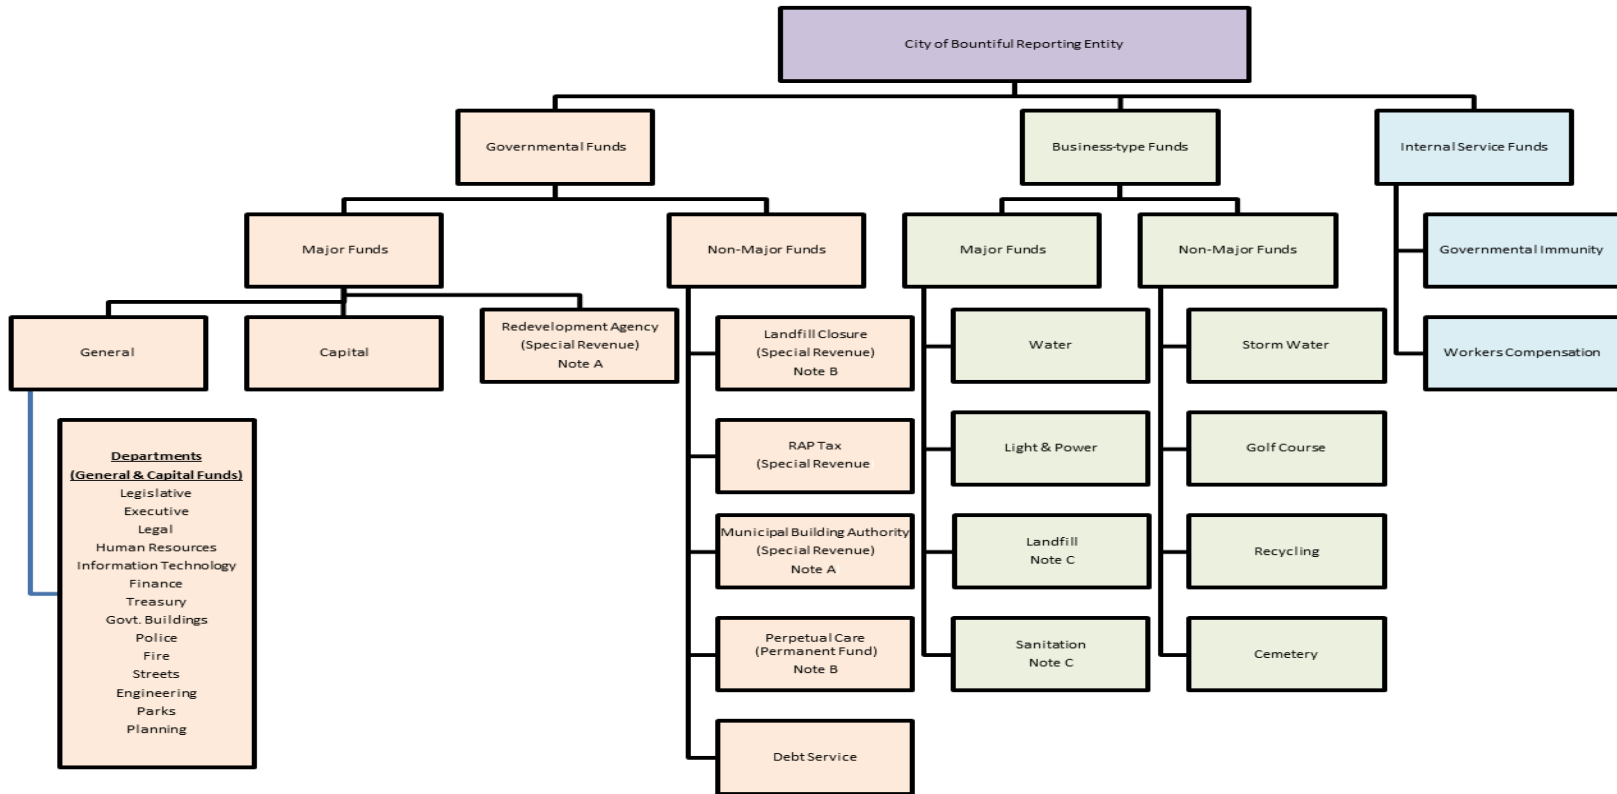 City of Bountiful Reporting Entity
Governmental Funds
Business-type Funds
Internal Service Funds
Major Funds
Non-Major Funds
Major Funds
Non-Major Funds
Governmental Immunity
General
Capital
Redevelopment Agency
(Special Revenue)
Note A
Landfill Closure
(Special Revenue)
Note B
Water
Storm Water
Workers Compensation
Departments
(General & Capital Funds)
Legislative
Executive
Legal
Human Resources
Information Technology
Finance
Treasury
Govt. Buildings
Police
Fire
Streets
Engineering
Parks
Planning
RAP Tax
(Special Revenue
Light & Power
Golf Course
Municipal Building Authority
(Special Revenue)
Note A
Landfill
Note C
Recycling
Perpetual Care
(Permanent Fund)
Note B
Sanitation
Note C
Cemetery
Debt Service